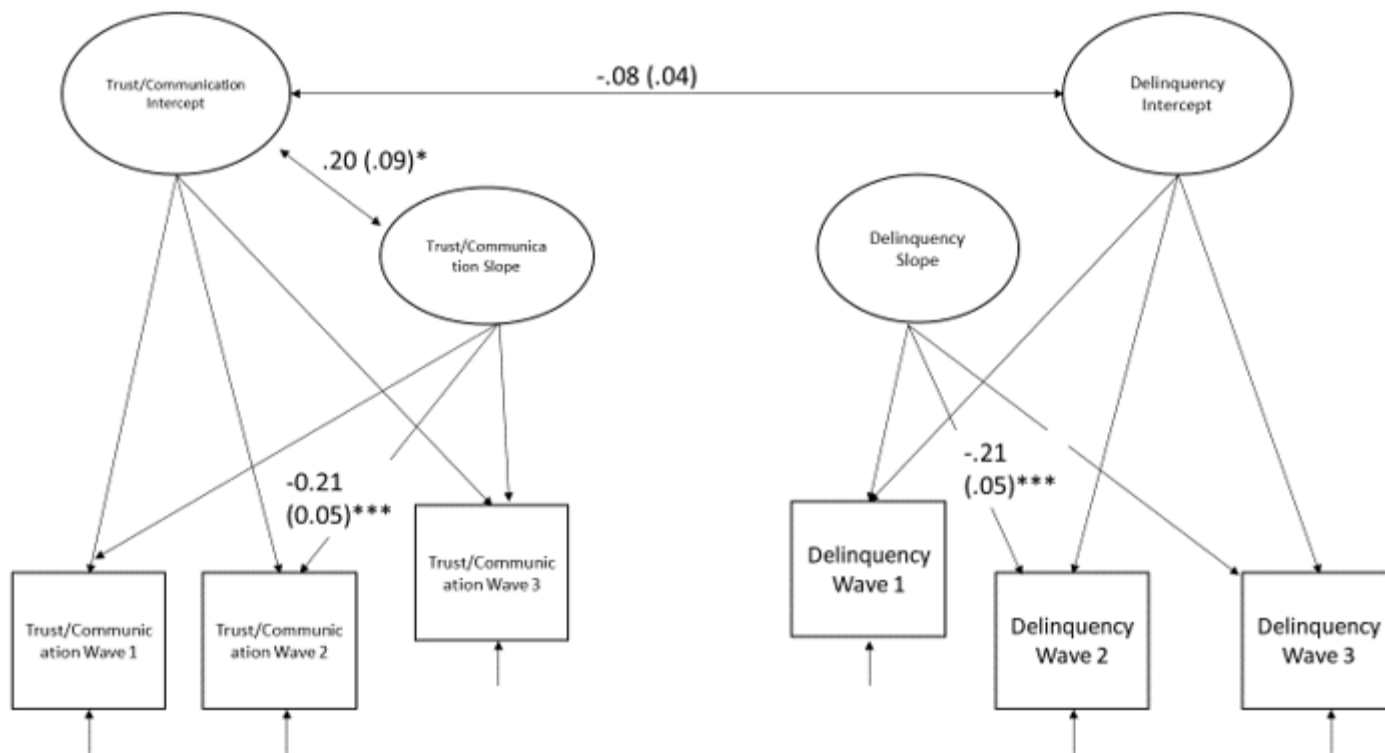 Trust/Communication
Intercept
-.08 (.04)
Delinquency
Intercept
.20 (.09)*
Trust/Communica
tion Slope
Delinquency
Slope
-0.21
(0.05)***
-.21
(.05)***
Trust/Communic
ation Wave 1
Trust/Communic
ation Wave 2
Trust/Communic
ation Wave 3
Delinquency
Wave 1
Delinquency
Wave 2
Delinquency
Wave 3